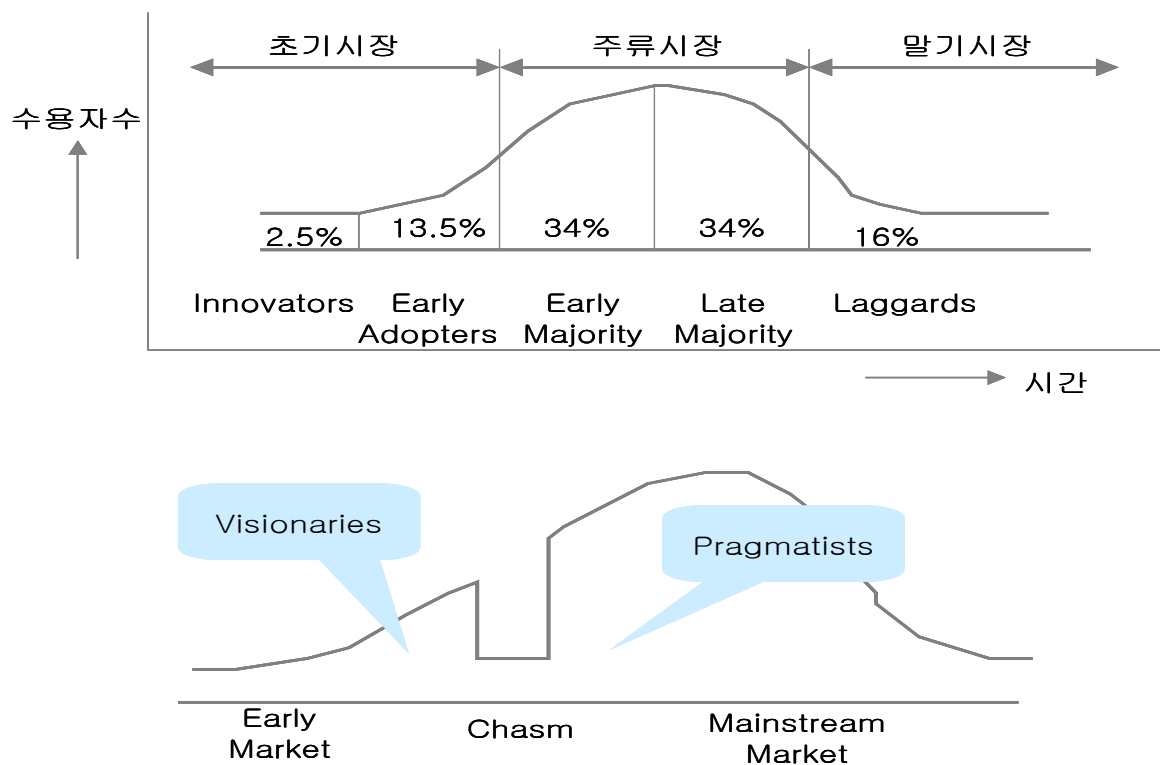 초기시장 주류시장 말기시장
수용자수
2.5% 13.5% 34% 34% 16%
Innovators Early Early Late Laggards
Adopters Majority Majority
시간
Visionaries
Pragmatists
Early Chasm Mainstream
Market Market